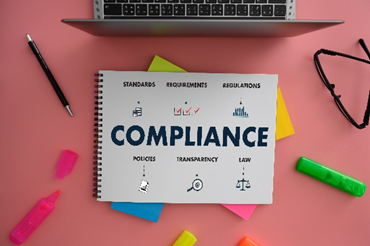 STANDARDS REQUIREMENTS REGULATIONS
COMPLIANCE
POLICIES TRANSPARENCY LAW